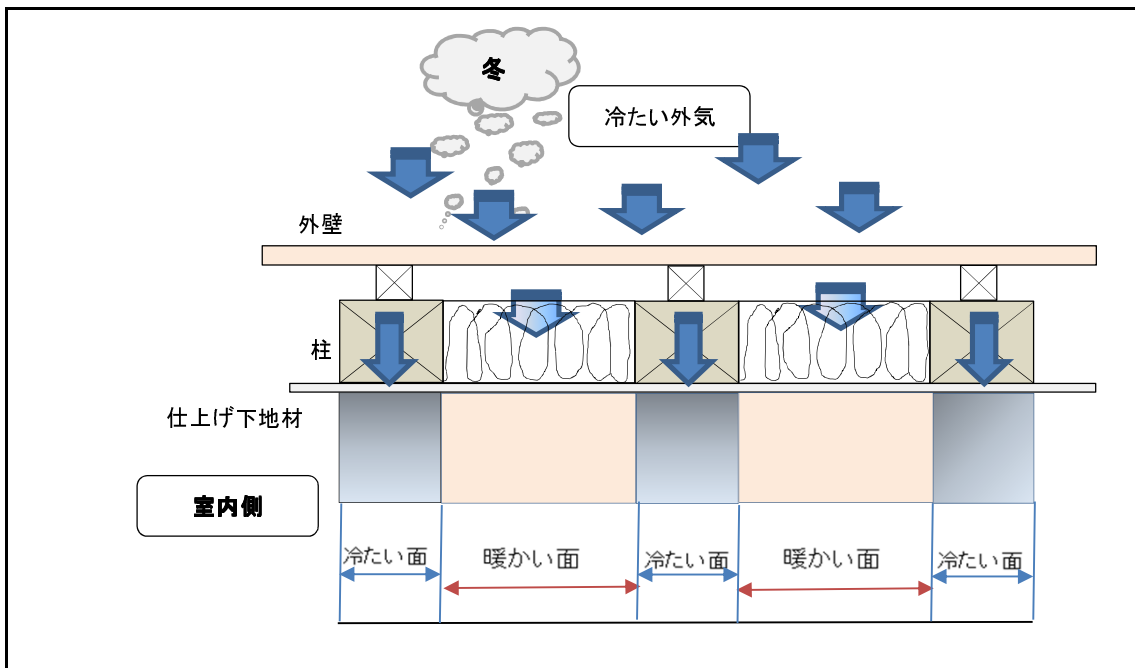 冬
冷たい外気
外壁
柱
仕上げ下地材
室内側
冷たい面
暖かい面
冷たい面
暖かい面
冷たい面